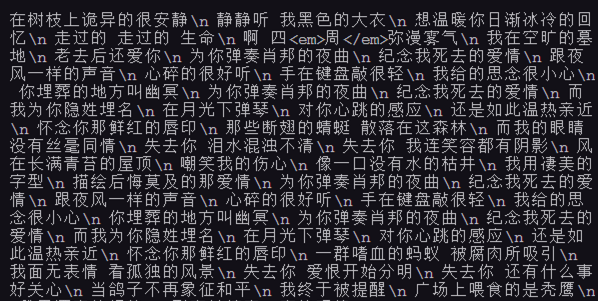 在树枝上诡异的很安静\n 静静听 我黑色的大衣\n 想温暖你日渐冰冷的回
忆\n 走过的 走过的 生命\n 啊 四<em>周</em>弥漫雾气\n 我在空旷的墓
地\n 老去后还爱你\n 为你弹奏肖邦的夜曲\n 纪念我死去的爱情\n 跟夜
风一样的声音\n 心碎的很好听\n 手在键盘敲很轻\n 我给的思念很小心\n
 你埋葬的地方叫幽冥\n 为你弹奏肖邦的夜曲\n 纪念我死去的爱情\n 而
我为你隐姓埋名\n 在月光下弹琴\n 对你心跳的感应\n 还是如此温热亲近
\n 怀念你那鲜红的唇印\n 那些断翅的蜻蜓 散落在这森林\n 而我的眼睛
没有丝毫同情\n 失去你 泪水混浊不清\n 失去你 我连笑容都有阴影\n 风
在长满青苔的屋顶\n 嘲笑我的伤心\n 像一口没有水的枯井\n 我用凄美的
字型\n 描绘后悔莫及的那爱情\n 为你弹奏肖邦的夜曲\n 纪念我死去的爱
情\n 跟夜风一样的声音\n 心碎的很好听\n 手在键盘敲很轻\n 我给的思
念很小心\n 你埋葬的地方叫幽冥\n 为你弹奏肖邦的夜曲\n 纪念我死去的
爱情\n 而我为你隐姓埋名\n 在月光下弹琴\n 对你心跳的感应\n 还是如
此温热亲近\n 怀念你那鲜红的唇印\n 一群嗜血的蚂蚁 被腐肉所吸引\n
我面无表情 看孤独的风景\n 失去你 爱恨开始分明\n 失去你 还有什么事
好关心\n 当鸽子不再象征和平\n 我终于被提醒\n 广场上喂食的是秃鹰\n